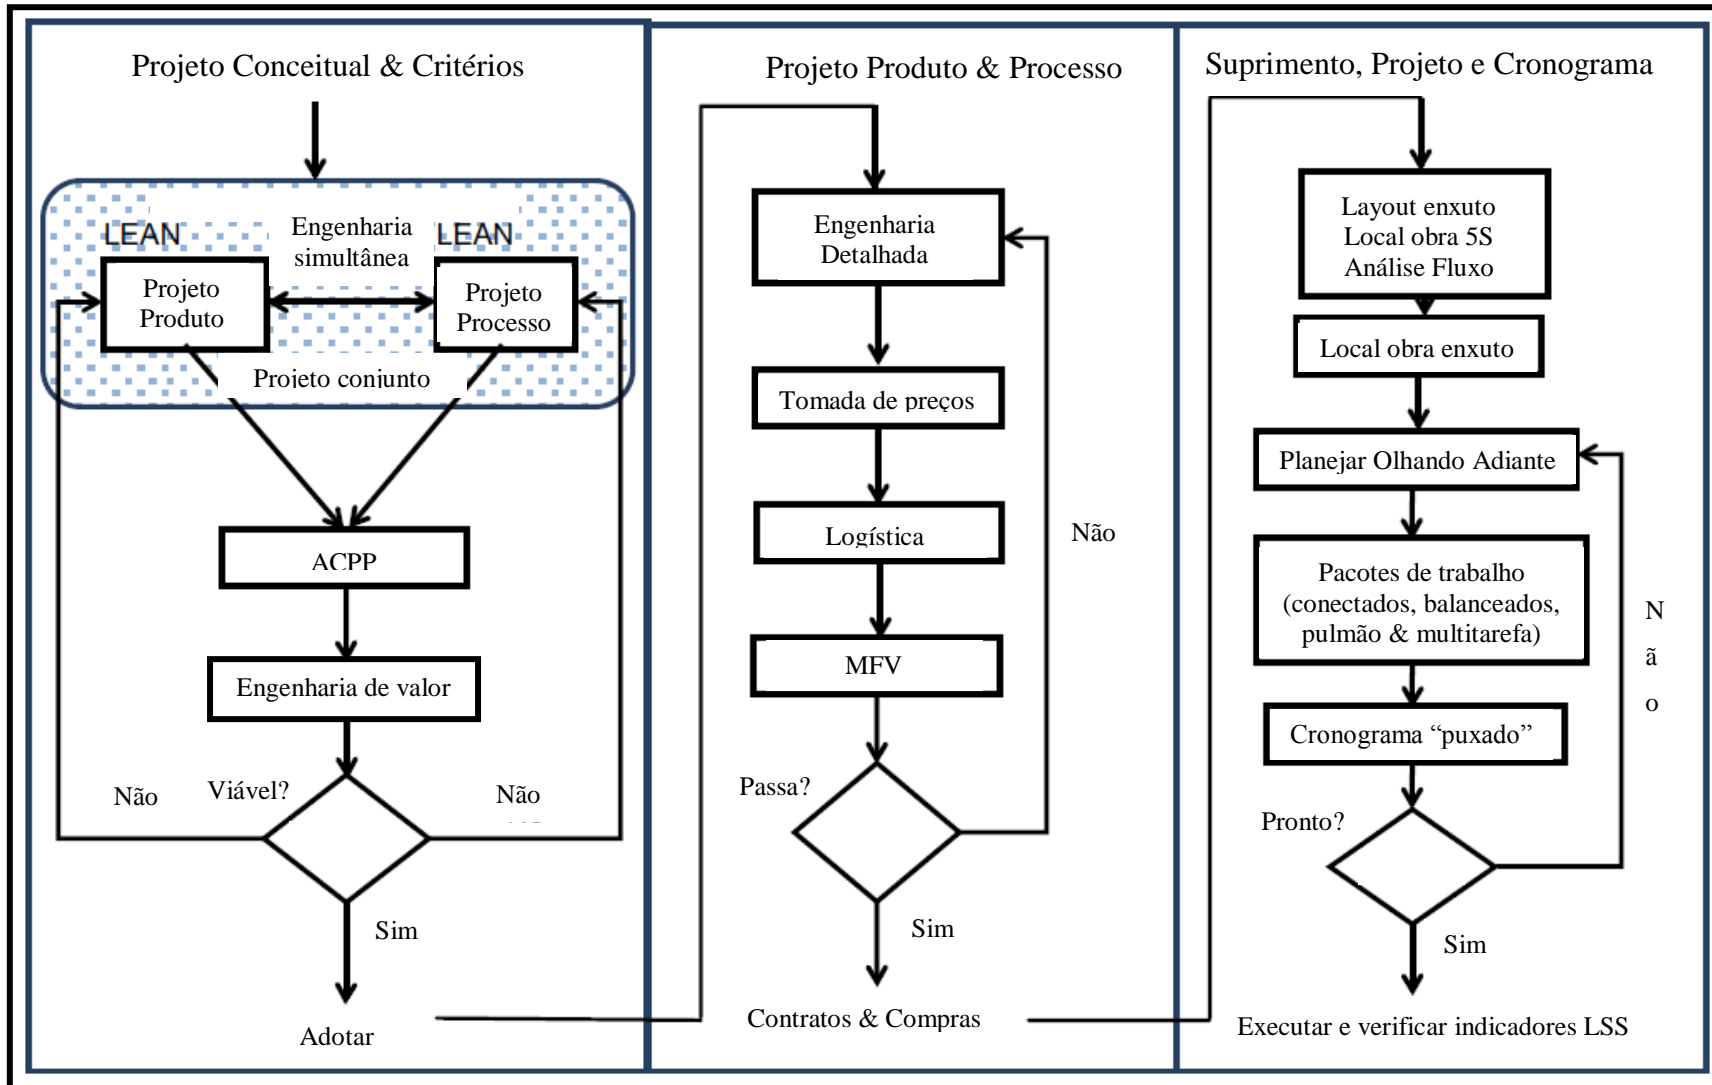 Projeto Conceitual & Critérios
LEAN
Engenharia
simultânea
LEAN
Projeto
Produto
Projeto
Processo
Projeto conjunto
ACPP
Engenharia de valor
Viável?
Não
Não
Sim
Adotar
Projeto Produto & Processo
Engenharia
Detalhada
Tomada de preços
Logística
MFV
Não
Passa?
Sim
Contratos & Compras
Suprimento, Projeto e Cronograma
Layout enxuto
Local obra 5S
Análise Fluxo
Local obra enxuto
Planejar Olhando Adiante
Pacotes de trabalho
(conectados, balanceados,
pulmão & multitarefa)
N
ã
o
Cronograma “puxado”
Pronto?
Sim
Executar e verificar indicadores LSS